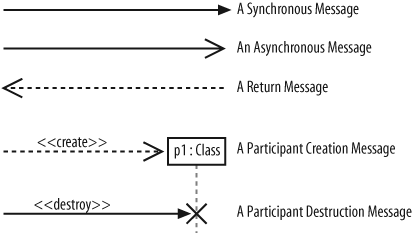 A Synchronous Message
An Asynchronous Message
A Return Message
<<create>>
p1 : Class
A Participant Creation Message
<<destroy>>
A Participant Destruction Message